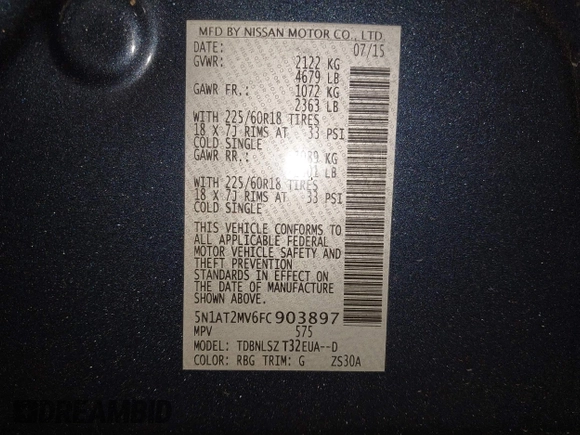 MFD BY NISSAN MOTOR CO., LTD.
DATE: 07/15
GVWR: 2122 KG
4679 LB
GAWR FR.: 1072 KG
2363 LB
WITH 225/60R18 TIRES
18 X 7J RIMS AT 33 PSI
COLD SINGLE
GAWR RR.: KG
LB
WITH 225/60R18 TIRES
18 X 7J RIMS AT 33 PSI
COLD SINGLE
THIS VEHICLE CONFORMS TO
ALL APPLICABLE FEDERAL
MOTOR VEHICLE SAFETY AND
THEFT PREVENTION
STANDARDS IN EFFECT ON
THE DATE OF MANUFACTURE
SHOWN ABOVE.
5N1AT2MV6FC903897
MPV 575
MODEL: TDBNLSZ T32EUA--D
COLOR: RBG TRIM: G ZS30A
DREAMBID